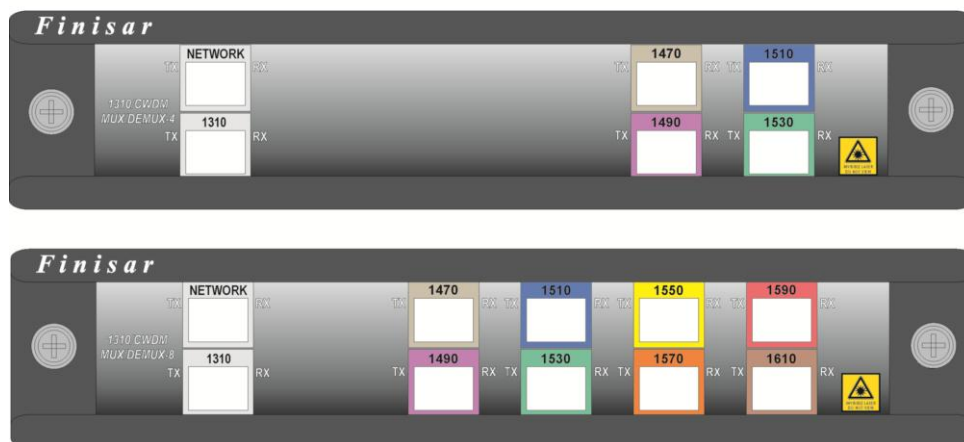 Finisar
NETWORK 1470 1510
TX RX TX RX TX RX
1310 CWDM
MUX DEMUX-4
1310 1490 1530
TX RX TX RX TX RX
Finisar
NETWORK 1470 1510 1550 1590
TX RX TX RX TX RX TX RX TX RX
1310 CWDM
MUX DEMUX-8
1310 1490 1530 1570 1610
TX RX TX RX TX RX TX RX TX RX